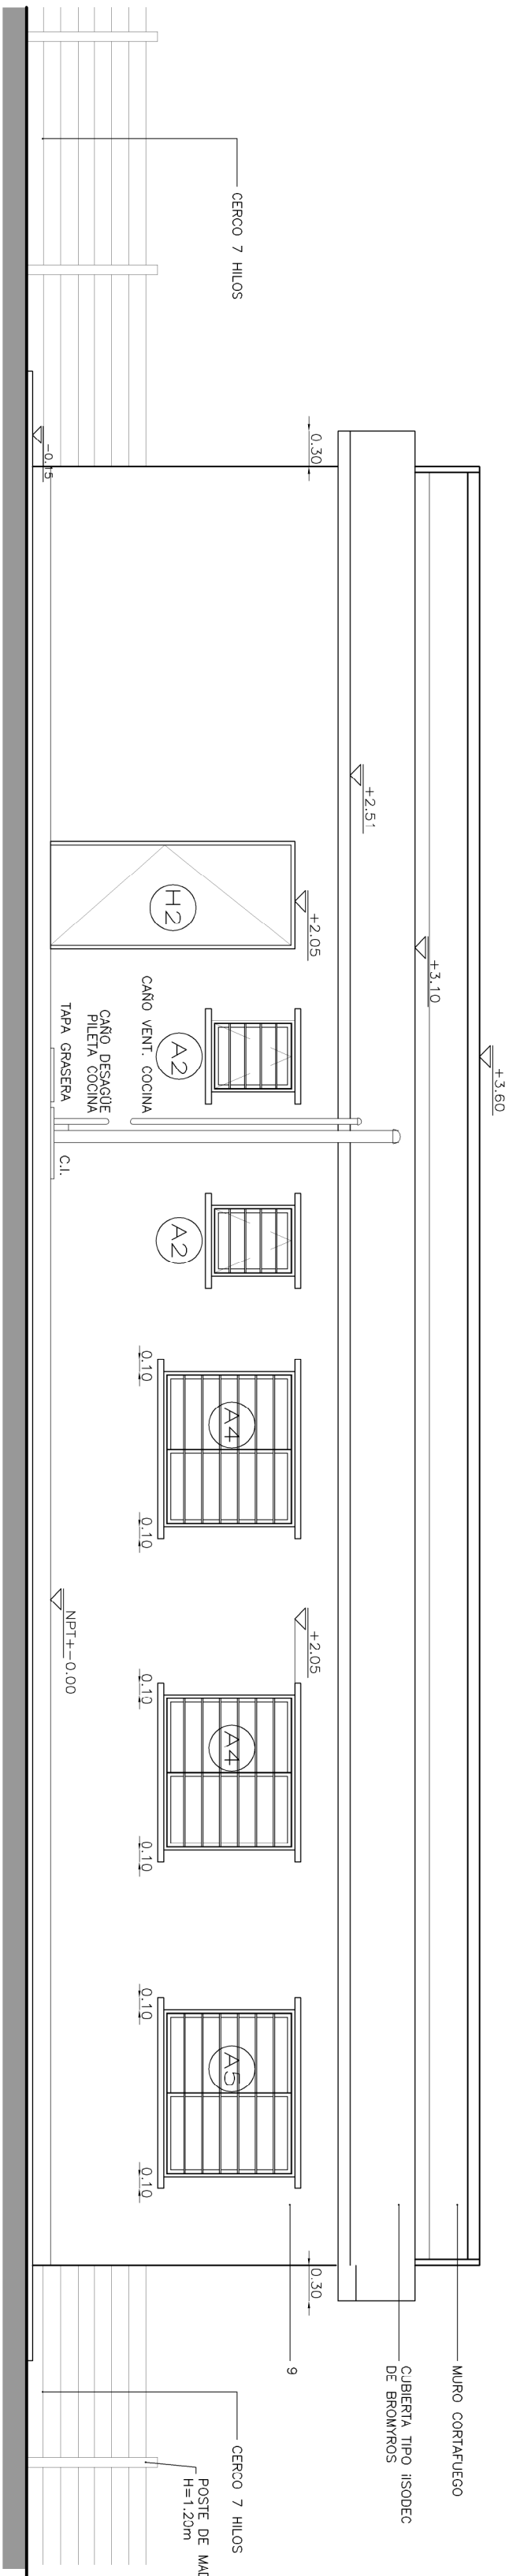 +3.60
MURO CORTAFUEGO
+3.10
CUBIERTA TIPO IISODEC
DE BROMYROS
+2.51
0.30
0.30
+2.05
+2.05
9
CERCO 7 HILOS
H2
A2
A2
A4
A4
A5
CERCO 7 HILOS
POSTE DE MAD
H=1.20m
CAÑO VENT. COCINA
0.10
0.10
0.10
0.10
0.10
0.10
CAÑO DESAGÜE
PILETA COCINA
TAPA GRASERA
C.I.
NPT+-0.00
-0.15